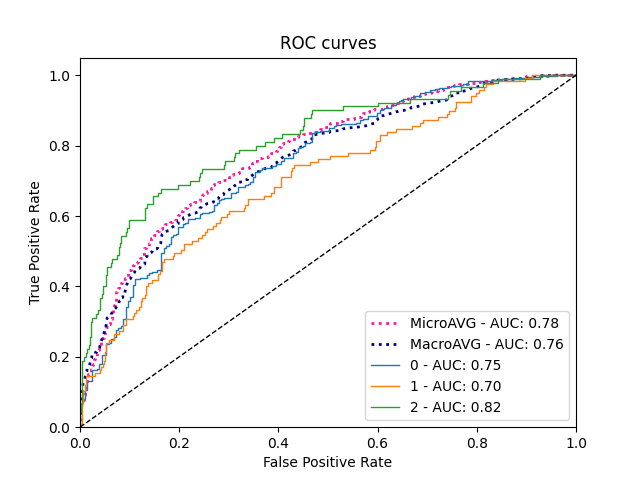 ROC curves
True Positive Rate
1.0
0.8
0.6
0.4
0.2
0.0
MicroAVG - AUC: 0.78
MacroAVG - AUC: 0.76
0 - AUC: 0.75
1 - AUC: 0.70
2 - AUC: 0.82
0.0 0.2 0.4 0.6 0.8 1.0
False Positive Rate